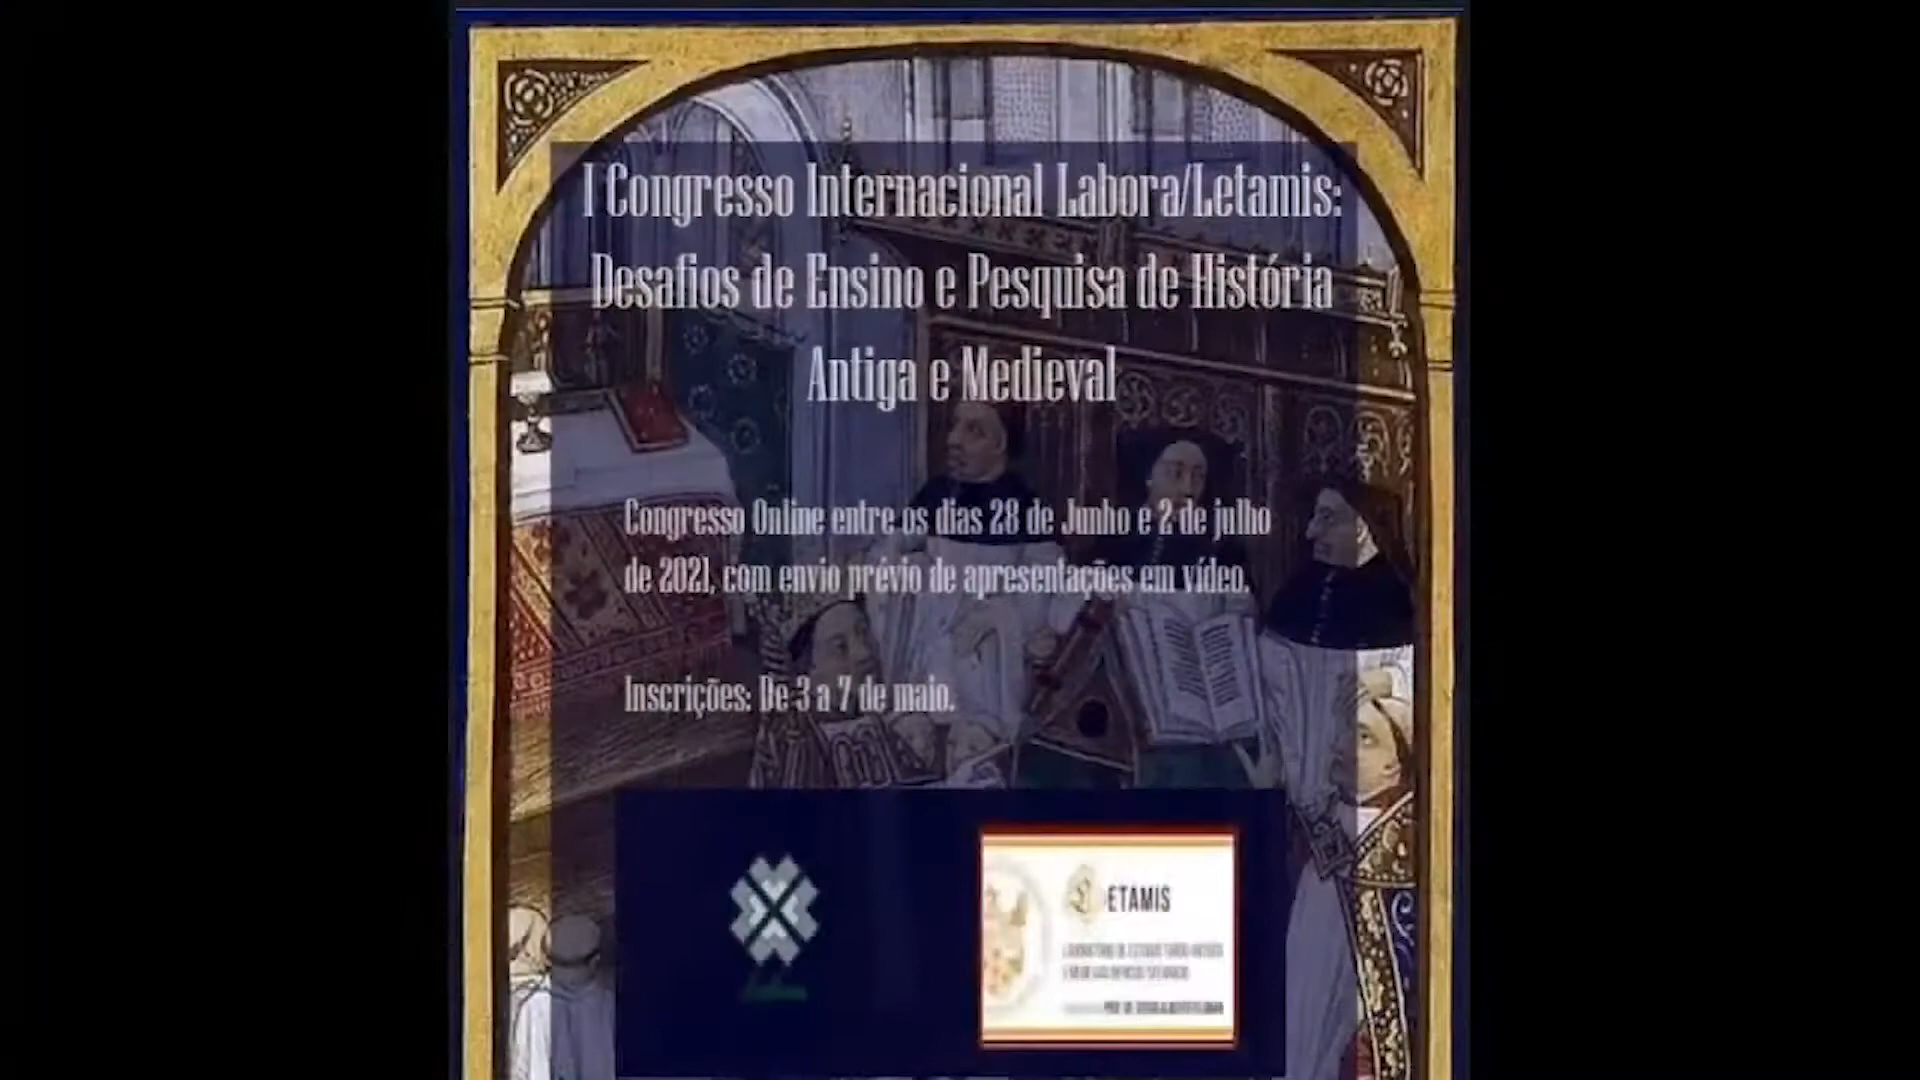 I Congresso Internacional Labora/Letamis:
Desafios de Ensino e Pesquisa de História
Antiga e Medieval
Congresso Online entre os dias 28 de Junho e 2 de julho
de 2021, com envio prévio de apresentações em vídeo.
Inscrições: De 3 a 7 de maio.
LETAMIS